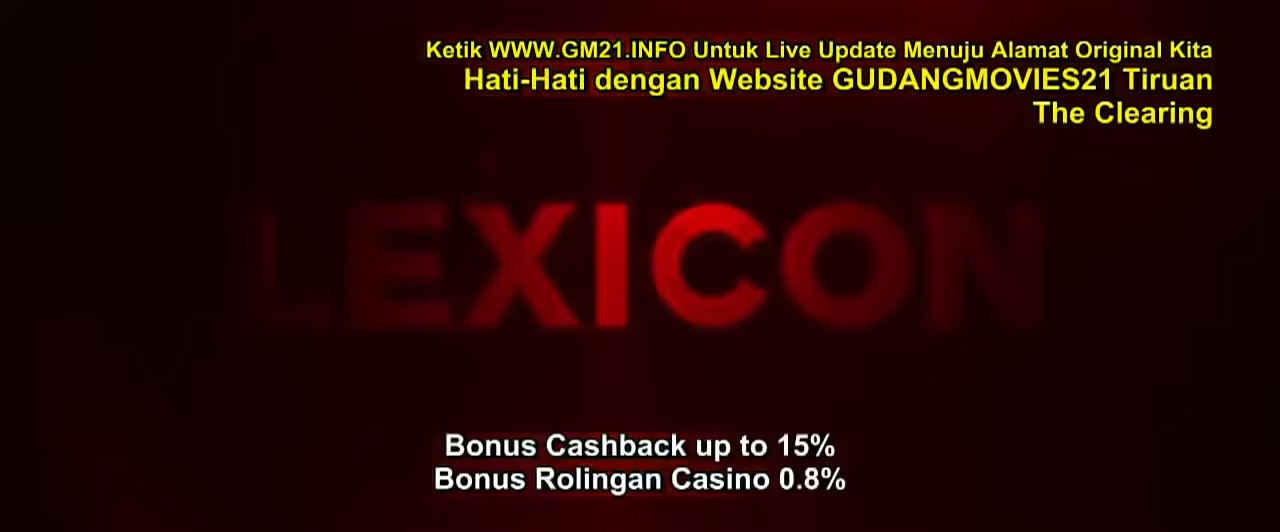 Ketik WWW.GM21.INFO Untuk Live Update Menuju Alamat Original Kita
Hati-Hati dengan Website GUDANGMOVIES21 Tiruan
The Clearing
LEXICON
Bonus Cashback up to 15%
Bonus Rolingan Casino 0.8%